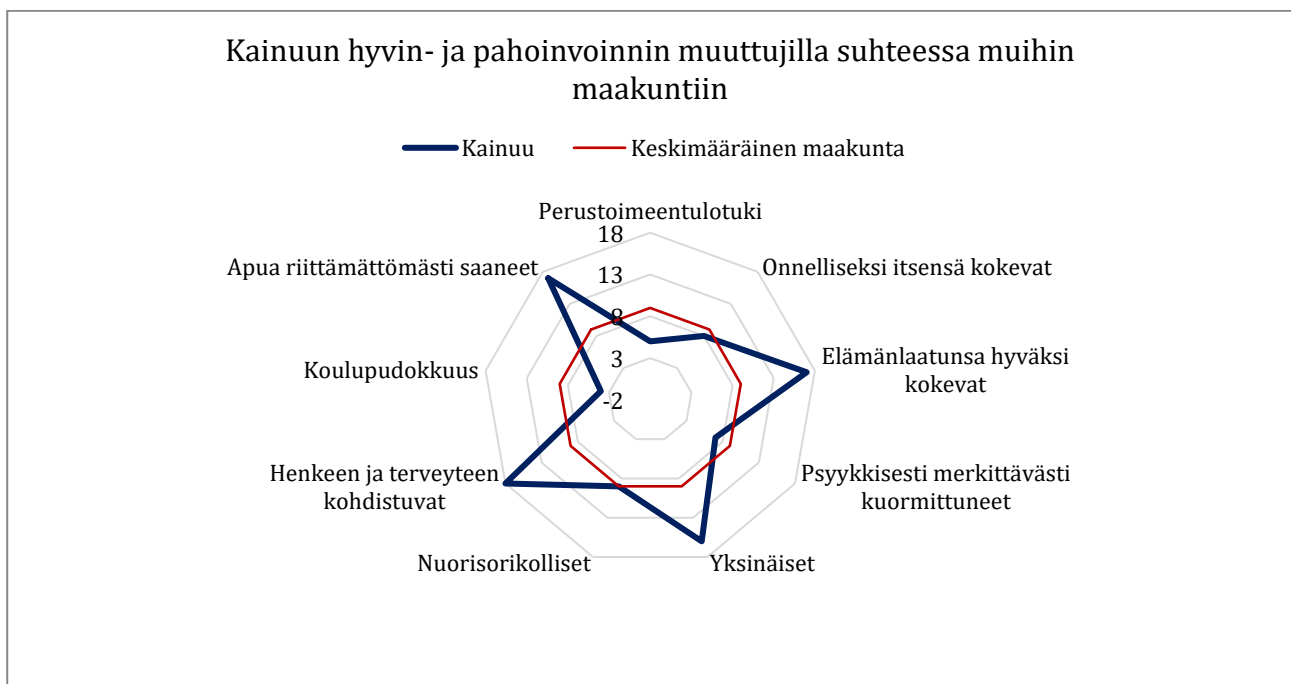 Kainuun hyvin- ja pahoinvoinnin muuttujilla suhteessa muihin
maakuntiin
Kainuu
Keskimääräinen maakunta
Perustoimeentulotuki
Onnelliseksi itsensä kokevat
Elämänlaatunsa hyväksi
kokevat
Psyykkisesti merkittävästi
kuormittuneet
Yksinäiset
Nuorisorikolliset
Henkeen ja terveyteen
kohdistuvat
Koulupudokkuus
Apua riittämättömästi saaneet
18
13
8
3
-2